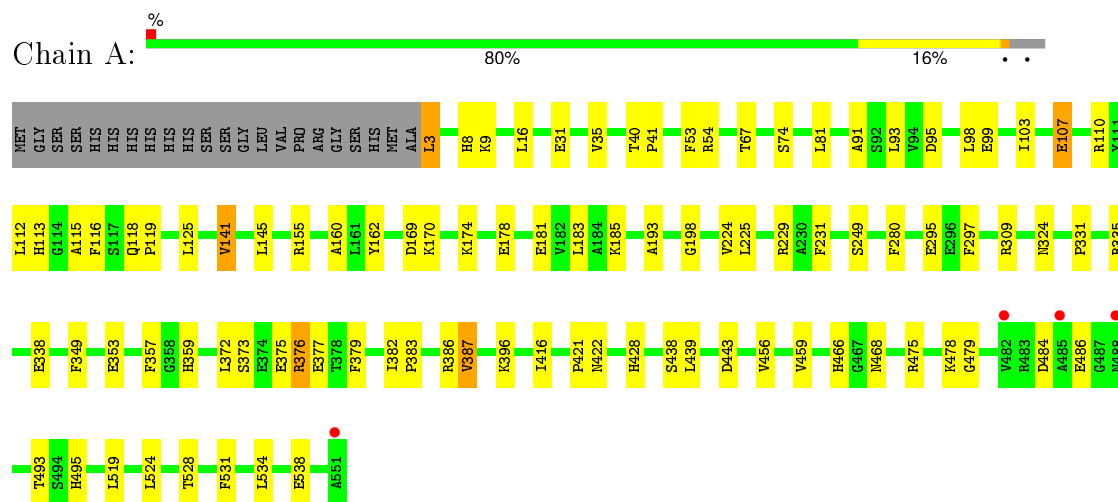 %
Chain A:
80% 16% • •
MET GLY SER SER HIS HIS HIS HIS HIS HIS HIS SER SER GLY LEU VAL PRO ARG GLY SER HIS MET ALA L3 H8 K9 L16 E31 V35 T40 P41 F53 R54 T67 S74 L81 A91 S92 L93 V94 D95 L98 E99 I103 E107 R110 Y111
L112 H113 G114 A115 F116 S117 Q118 P119 L125 V141 L145 R155 A160 L161 Y162 D169 K170 K174 E178 E181 V182 L183 A184 K185 A193 G198 V224 L225 R229 A230 F231 S249 F280 E295 E296 F297 R309 N324 P331
E338 F349 E353 F357 G358 H359 L372 S373 E374 E375 R376 E377 T378 F379 I382 P383 R386 V387 K396 I416 P421 N422 H428 S438 L439 D443 V456 V459 H466 G467 N468 R475 K478 G479 V482 R483 D484 A485 E486 G487 N488
T493 S494 H495 L519 L524 T528 F531 L534 E538 A551